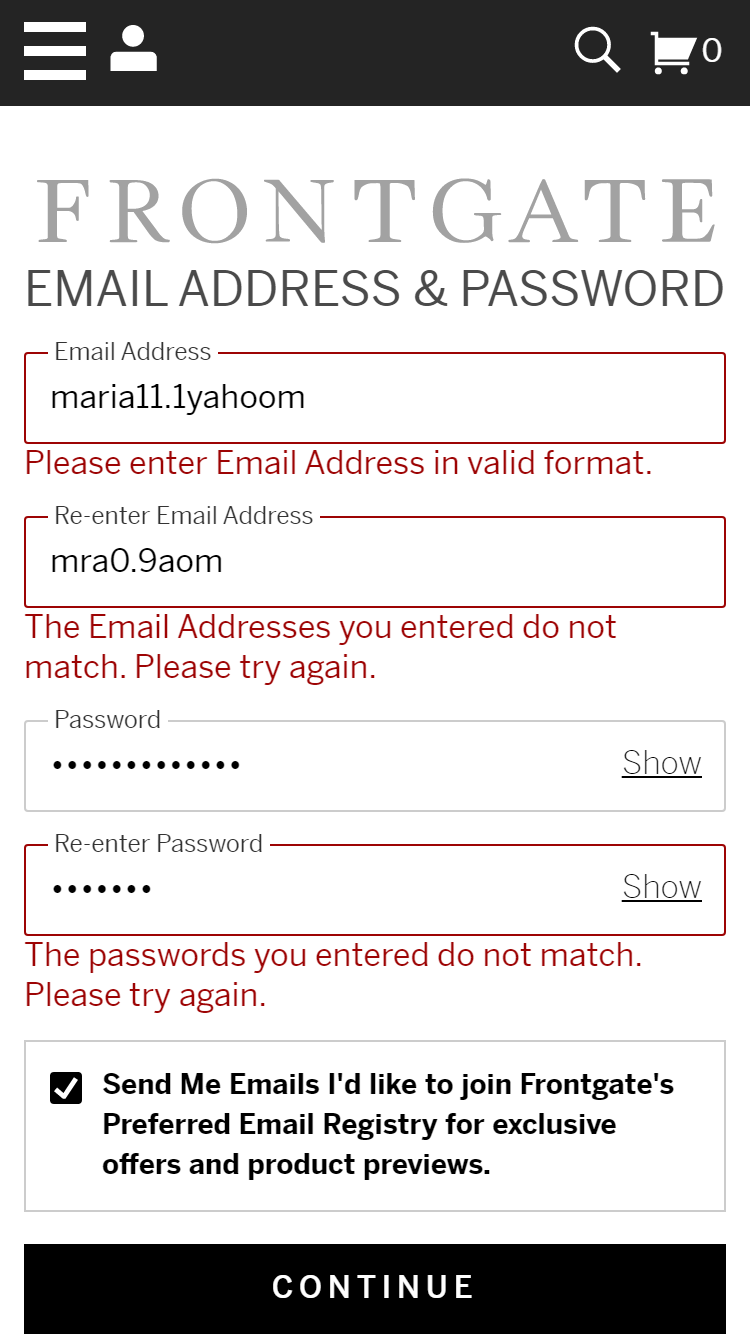 0
FRONTGATE
EMAIL ADDRESS & PASSWORD
Email Address
maria11.1yahoom
Please enter Email Address in valid format.
Re-enter Email Address
mra0.9aom
The Email Addresses you entered do not
match. Please try again.
Password
Show
Re-enter Password
Show
The passwords you entered do not match.
Please try again.
Send Me Emails I'd like to join Frontgate's
Preferred Email Registry for exclusive
offers and product previews.
CONTINUE